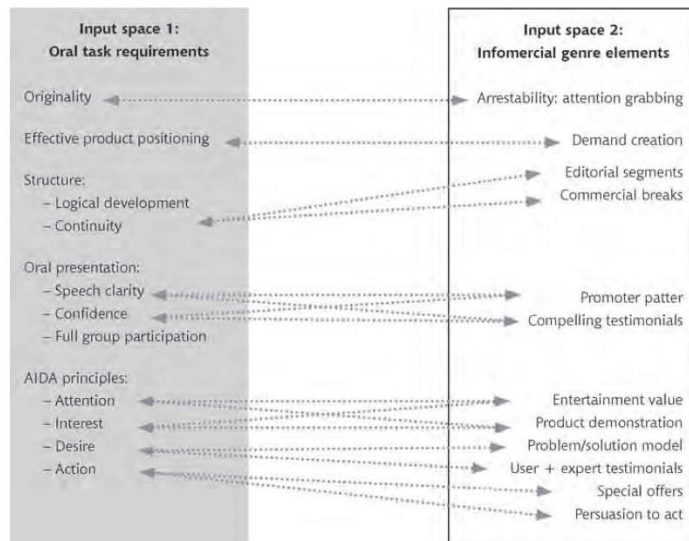 Input space 1:
Oral task requirements
Originality
Effective product positioning
Structure:
– Logical development
– Continuity
Oral presentation:
– Speech clarity
– Confidence
– Full group participation
AIDA principles:
– Attention
– Interest
– Desire
– Action
Input space 2:
Infomercial genre elements
Arrestability: attention grabbing
Demand creation
Editorial segments
Commercial breaks
Promoter patter
Compelling testimonials
Entertainment value
Product demonstration
Problem/solution model
User + expert testimonials
Special offers
Persuasion to act